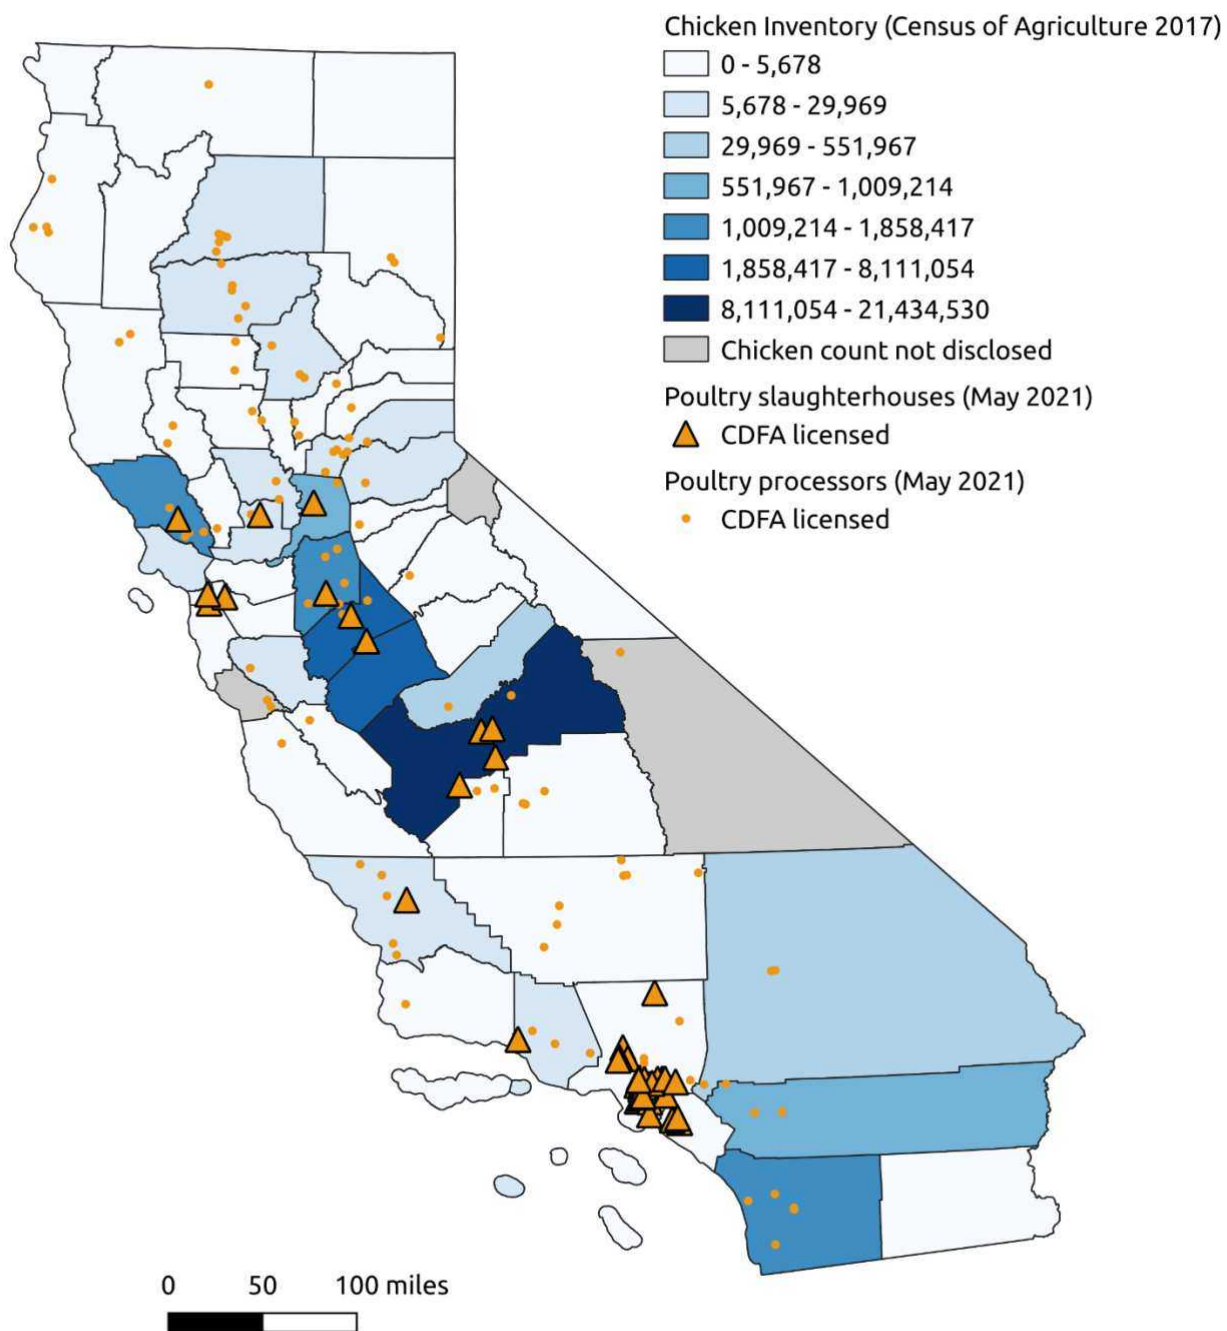 Chicken Inventory (Census of Agriculture 2017)
0 - 5,678
5,678 - 29,969
29,969 - 551,967
551,967 - 1,009,214
1,009,214 - 1,858,417
1,858,417 - 8,111,054
8,111,054 - 21,434,530
Chicken count not disclosed
Poultry slaughterhouses (May 2021)
CDFA licensed
Poultry processors (May 2021)
CDFA licensed
0 50 100 miles